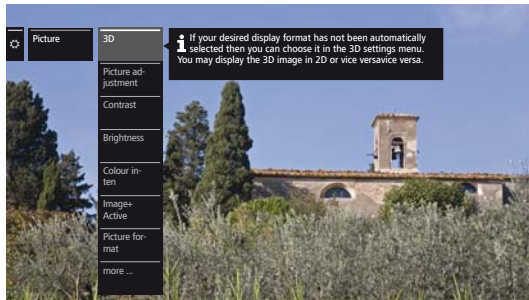 Picture
3D
If your desired display format has not been automatically
selected then you can choose it in the 3D settings menu.
You may display the 3D image in 2D or vice versavice versa.
Picture ad-
justment
Contrast
Brightness
Colour in-
ten
Image+
Active
Picture for-
mat
more ...